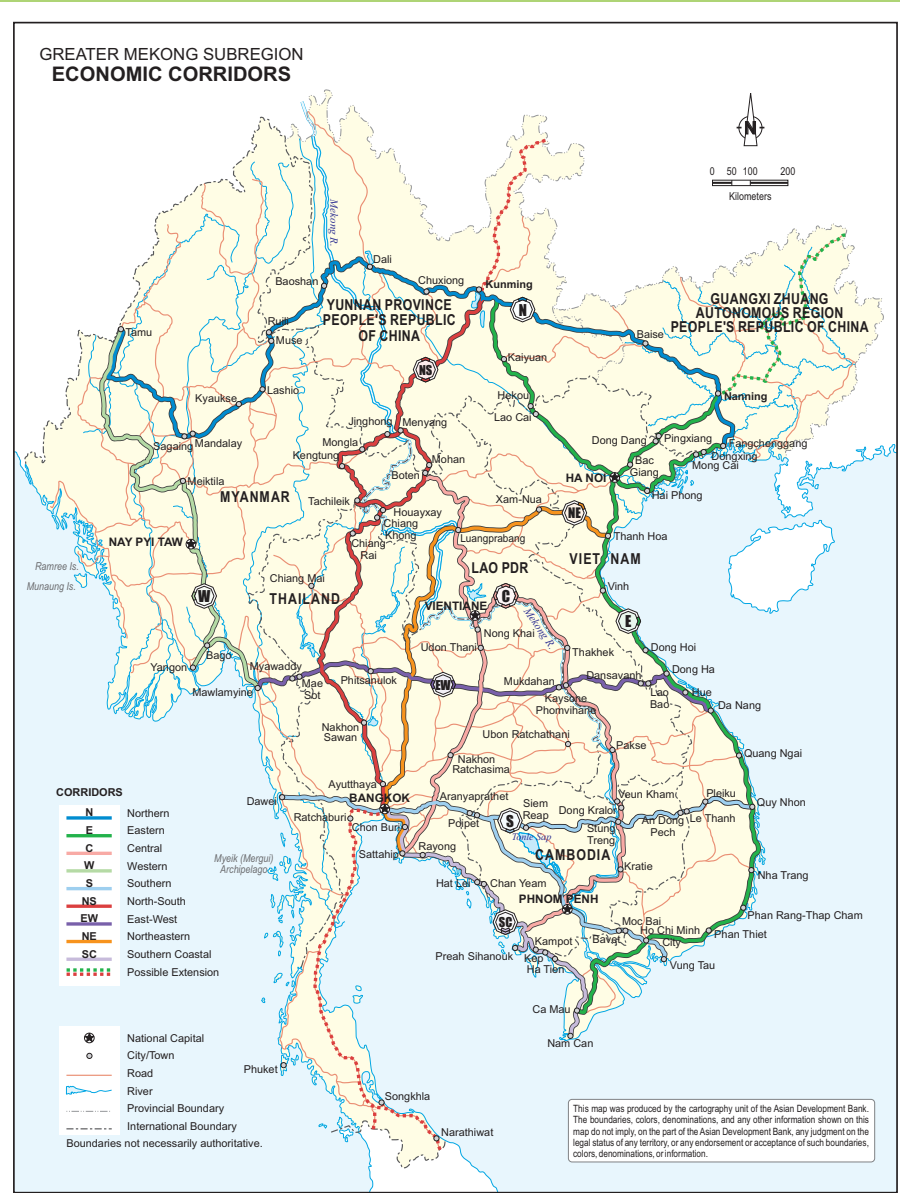 GREATER MEKONG SUBREGION
ECONOMIC CORRIDORS
N
0 50 100 200
Kilometers
Mekong R.
Dali
Baoshan
Chuxiong
Kunming
YUNNAN PROVINCE
PEOPLE'S REPUBLIC
OF CHINA
N
GUANGXI ZHUANG
AUTONOMOUS REGION
PEOPLE'S REPUBLIC OF CHINA
Tamu
Ruili
Muse
Baise
Kaiyuan
NS
Lashio
Kyaukse
Hekou
Lao Cai
Nanning
Jinghong
Menyang
Sagaing
Mandalay
Mongla
Kengtung
Dong Dang
Pingxiang
Fangchenggang
Dongxing
Mong Cai
Mohan
Boten
Bac
Giang
HA NOI
Meiktila
MYANMAR
Tachileik
Xam-Nua
Hai Phong
Houayxay
Chiang
Khong
NE
NAY PYI TAW
Chiang
Rai
Luangprabang
Thanh Hoa
Ramree Is.
Munaung Is.
LAO PDR
VIET NAM
Chiang Mai
THAILAND
Vinh
W
VIENTIANE
C
Mekong R.
E
Nong Khai
Udon Thani
Thakhek
Dong Hoi
Bago
Yangon
Myawaddy
Mae
Sot
Phitsanulok
EW
Mukdahan
Dansavanh
Dong Ha
Mawlamyine
Kaysone
Phomvihane
Lao
Bao
Hue
Da Nang
Nakhon
Sawan
Ubon Ratchathani
Pakse
Quang Ngai
Nakhon
Ratchasima
Ayutthaya
BANGKOK
Dawei
Aranyaprathet
Siem
Reap
Veun Kham
Pleiku
Quy Nhon
Ratchaburi
Chon Buri
Poipet
S
Dong Kralor
An Dong
Pech
Le Thanh
Tonle Sap
Stung
Treng
Sattahip
Rayong
CAMBODIA
Kratie
Myeik (Mergui)
Archipelago
Hat Lei
Chan Yeam
Nha Trang
PHNOM PENH
SC
Moc Bai
Bavet
Ho Chi Minh
City
Phan Rang-Thap Cham
Phan Thiet
Preah Sihanouk
Kampot
Kep
Ha Tien
Vung Tau
Ca Mau
Nam Can
Phuket
Songkhla
Narathiwat
CORRIDORS
N Northern
E Eastern
C Central
W Western
S Southern
NS North-South
EW East-West
NE Northeastern
SC Southern Coastal
Possible Extension
National Capital
City/Town
Road
River
Provincial Boundary
International Boundary
Boundaries not necessarily authoritative.
This map was produced by the cartography unit of the Asian Development Bank.
The boundaries, colors, denominations, and any other information shown on this
map do not imply, on the part of the Asian Development Bank, any judgment on the
legal status of any territory, or any endorsement or acceptance of such boundaries,
colors, denominations, or information.